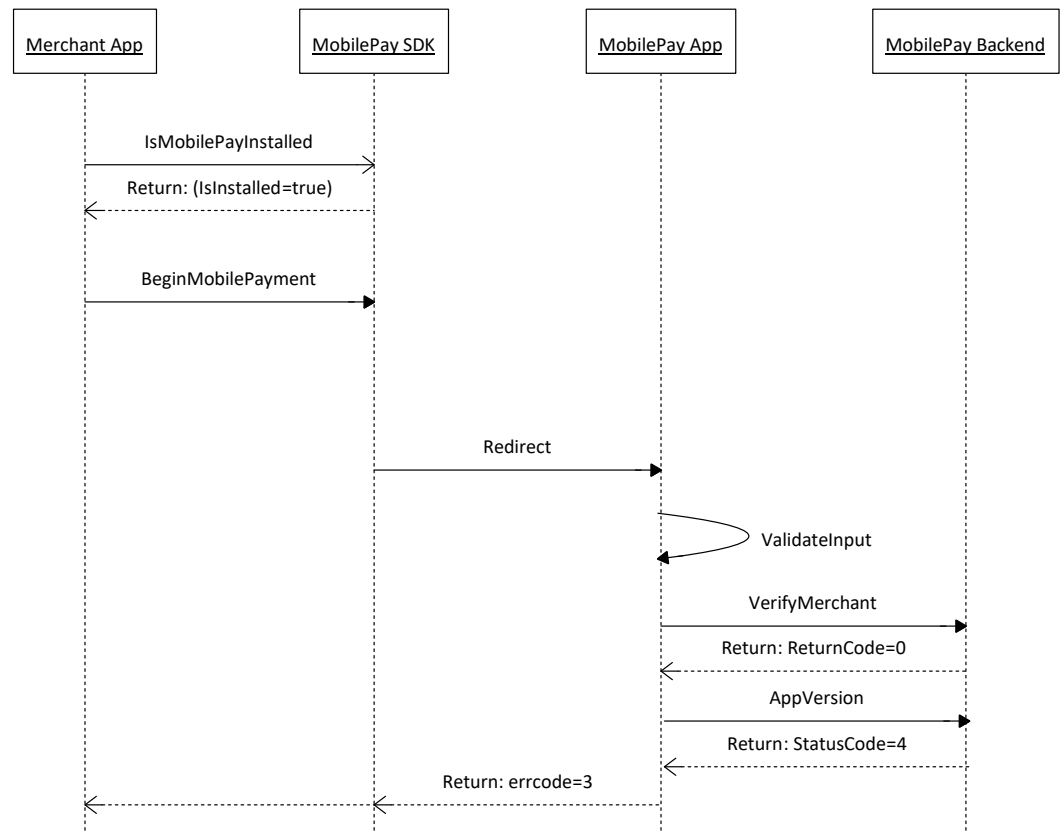 Merchant App
MobilePay SDK
MobilePay App
MobilePay Backend
IsMobilePayInstalled
Return: (IsInstalled=true)
BeginMobilePayment
Redirect
ValidateInput
VerifyMerchant
Return: ReturnCode=0
AppVersion
Return: StatusCode=4
Return: errcode=3